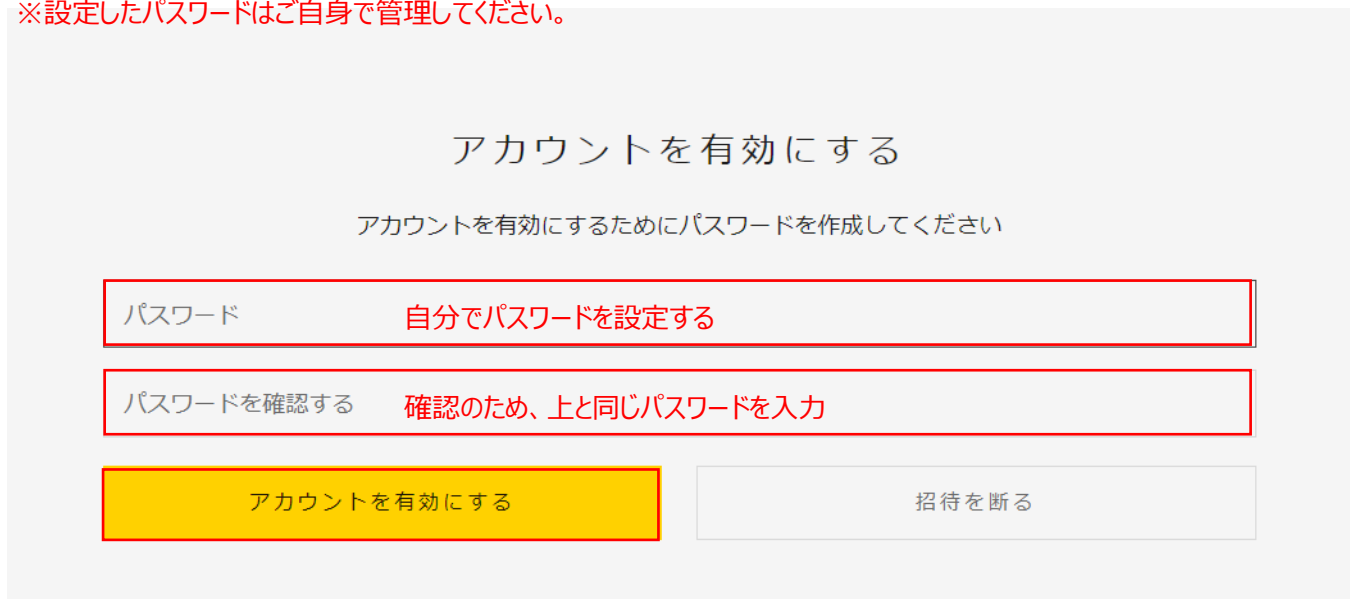 ※設定したパスワードはご自身で管理してください。
アカウントを有効にする
アカウントを有効にするためにパスワードを作成してください
パスワード 自分でパスワードを設定する
パスワードを確認する 確認のため、上と同じパスワードを入力
アカウントを有効にする 招待を断る